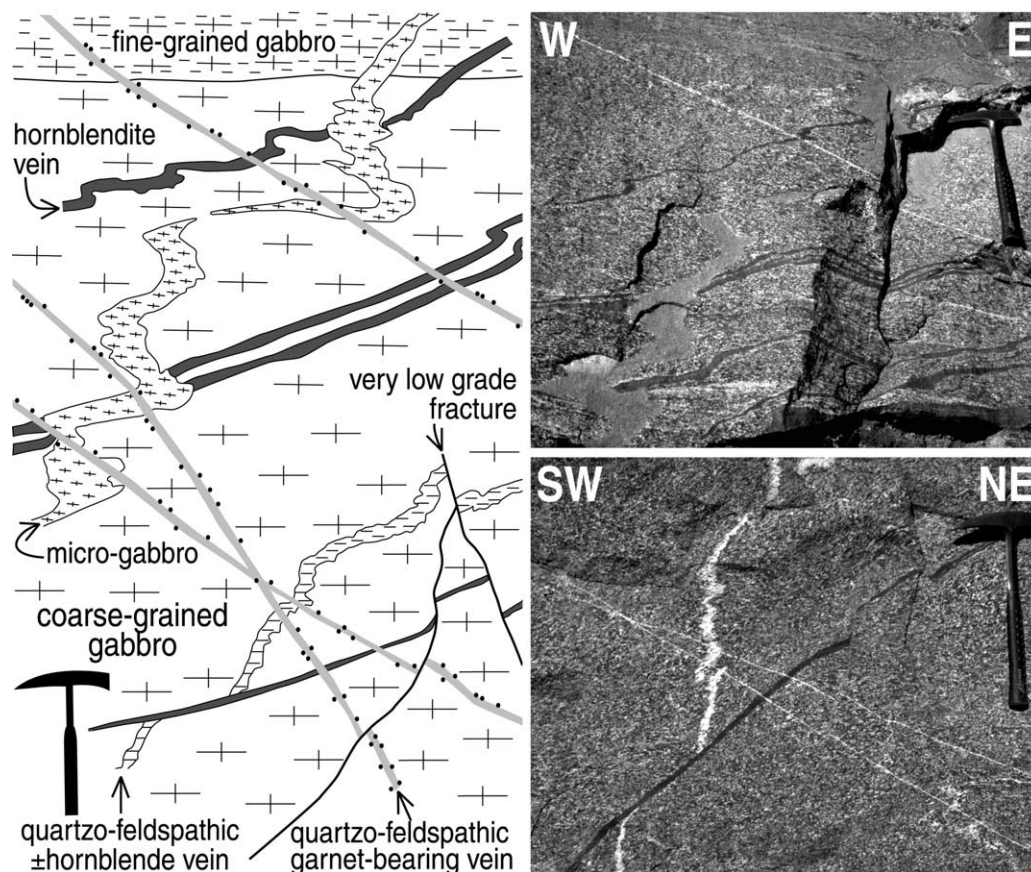 fine-grained gabbro
hornblendite
vein
very low grade
fracture
micro-gabbro
coarse-grained
gabbro
quartzo-feldspathic
±hornblende vein
quartzo-feldspathic
garnet-bearing vein
W E
SW NE